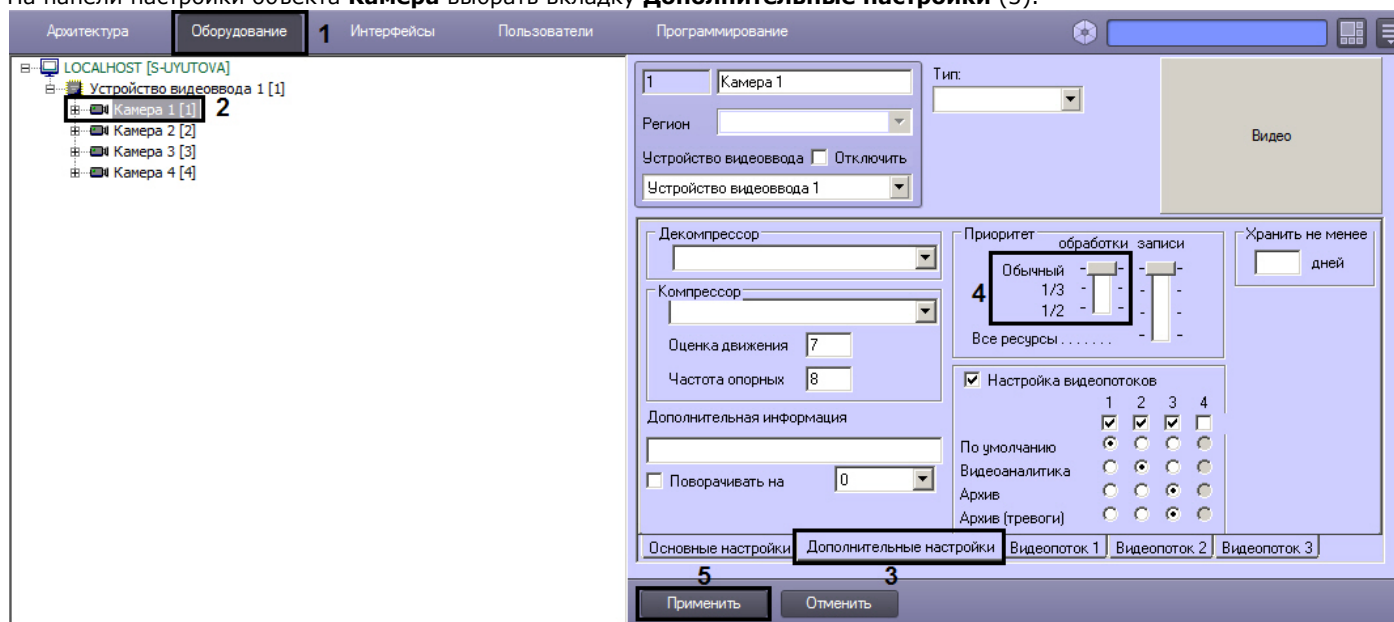 На панели настройки объекта Камера выбрать вкладку Дополнительные настройки (3).
Архитектура Оборудование 1 Интерфейсы Пользователи Программирование
LOCALHOST [S-UYUTOVA]
Устройство видеоввода 1 [1]
Камера 1 [1] 2
Камера 2 [2]
Камера 3 [3]
Камера 4 [4]
1 Камера 1
Тип:
Регион
Устройство видеоввода Отключить
Устройство видеоввода 1
Видео
Декомпрессор
Компрессор
Оценка движения 7
Частота опорных 8
Дополнительная информация
Поворачивать на 0
Приоритет
обработки записи
Обычный
4 1/3
1/2
Все ресурсы . . . . . . .
Хранить не менее
дней
Настройка видеопотоков
1 2 3 4
По умолчанию
Видеоаналитика
Архив
Архив (тревоги)
Основные настройки Дополнительные настройки Видеопоток 1 Видеопоток 2 Видеопоток 3
5 3
Применить Отменить